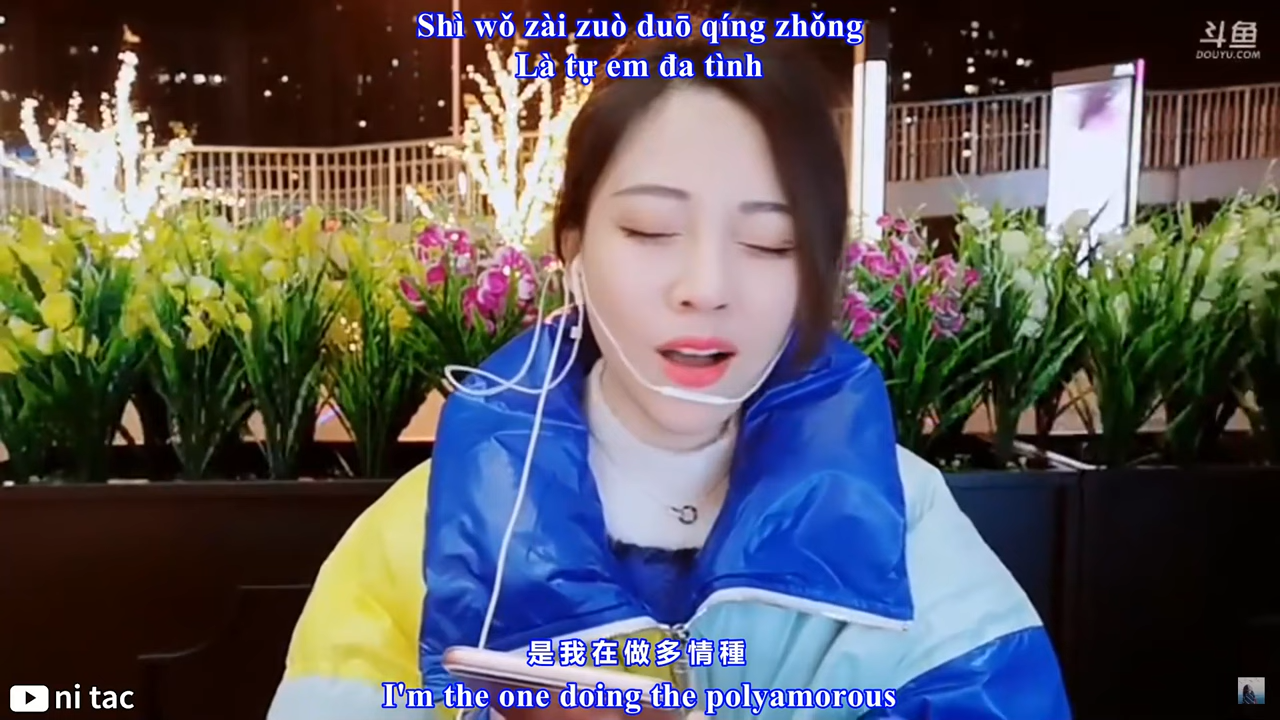 Shì wǒ zài zuò duō qíng zhǒng
Là tự em đa tình
斗鱼
DOUYU.COM
是我在做多情種
I'm the one doing the polyamorous
ni tac